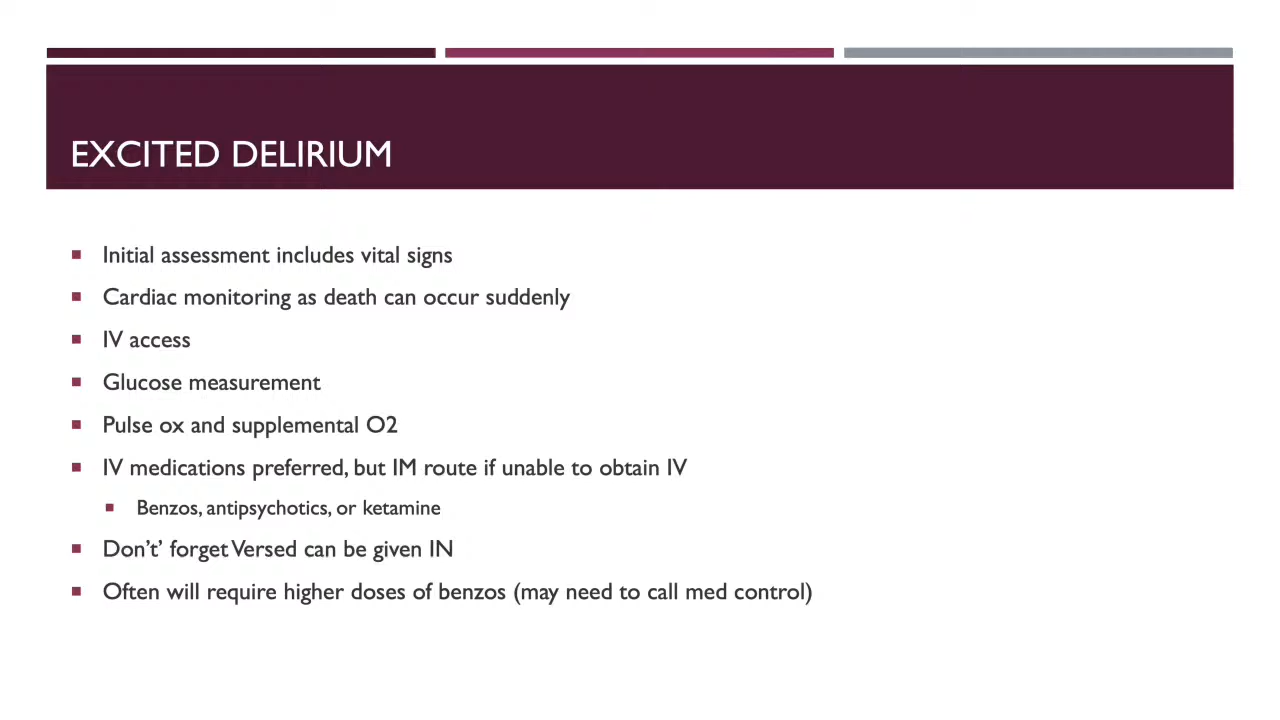 EXCITED DELIRIUM
Initial assessment includes vital signs
Cardiac monitoring as death can occur suddenly
IV access
Glucose measurement
Pulse ox and supplemental O2
IV medications preferred, but IM route if unable to obtain IV
Benzos, antipsychotics, or ketamine
Don’t’ forget Versed can be given IN
Often will require higher doses of benzos (may need to call med control)